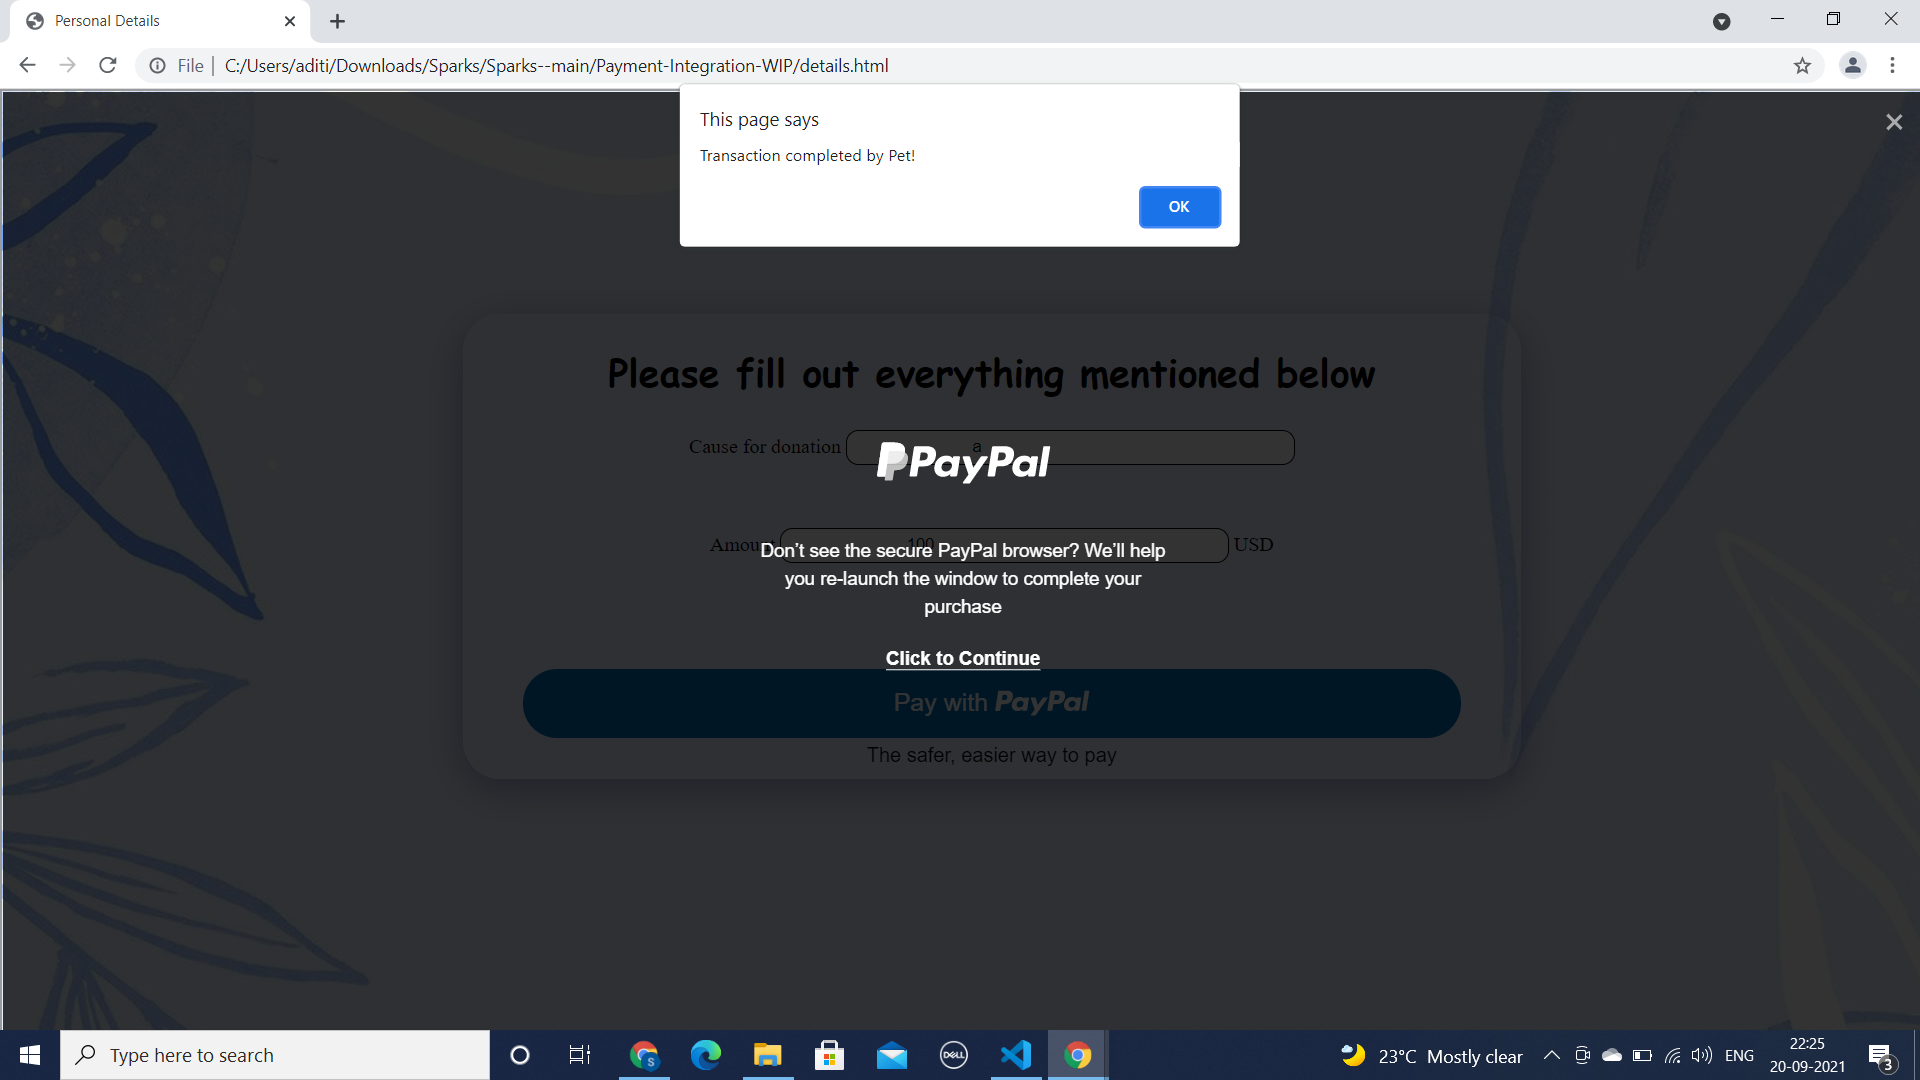 Personal Details
File
C:/Users/aditi/Downloads/Sparks/Sparks--main/Payment-Integration-WIP/details.html
This page says
Transaction completed by Pet!
OK
Please fill out everything mentioned below
Cause for donation a
PayPal
Amount 100 USD
Don't see the secure PayPal browser? We'll help
you re-launch the window to complete your
purchase
Click to Continue
Pay with PayPal
The safer, easier way to pay
Type here to search
S
DELL
23°C Mostly clear
ENG
22:25
20-09-2021
3